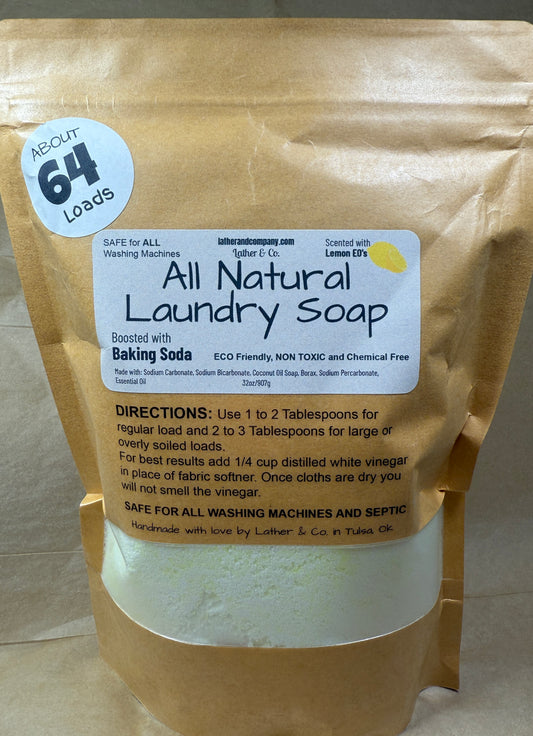 ABOUT
64
Loads
SAFE for ALL
Washing Machines
latherandcompany.com
Lather & Co.
Scented with
Lemon EO's
All Natural
Laundry Soap
Boosted with
Baking Soda
ECO Friendly, NON TOXIC and Chemical Free
Made with: Sodium Carbonate, Sodium Bicarbonate, Coconut Oil Soap, Borax, Sodium Percarbonate,
Essential Oil
32oz/907g
DIRECTIONS: Use 1 to 2 Tablespoons for
regular load and 2 to 3 Tablespoons for large or
overly soiled loads.
For best results add 1/4 cup distilled white vinegar
in place of fabric softner. Once cloths are dry you
will not smell the vinegar.
SAFE FOR ALL WASHING MACHINES AND SEPTIC
Handmade with love by Lather & Co. in Tulsa, OK